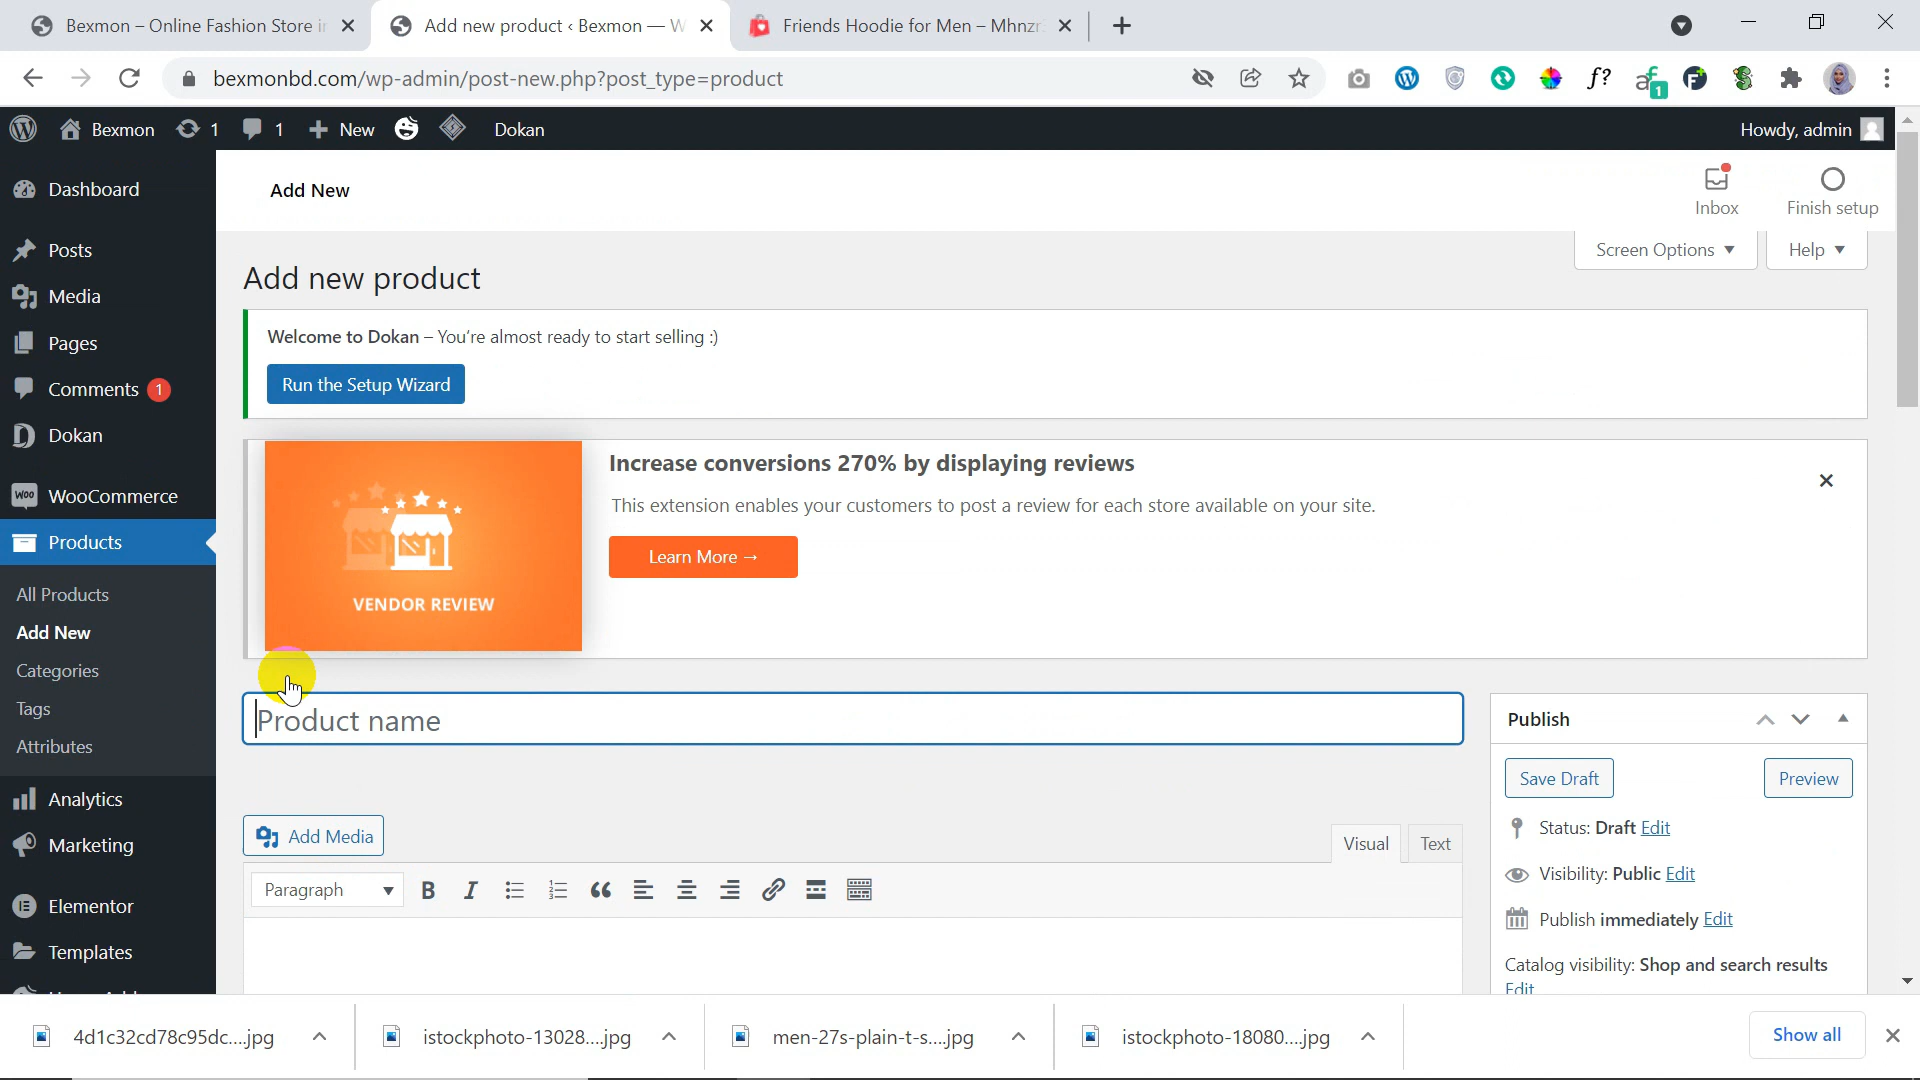 Bexmon – Online Fashion Store i
Add new product ‹ Bexmon — W
Friends Hoodie for Men – Mhnzr
bexmonbd.com/wp-admin/post-new.php?post_type=product
f?
1
Bexmon
1
1
New
Dokan
Howdy, admin
Dashboard
Posts
Media
Pages
Comments 1
Dokan
WooCommerce
Products
All Products
Add New
Categories
Tags
Attributes
Analytics
Marketing
Elementor
Templates
Add New
Inbox
Finish setup
Screen Options
Help
Add new product
Welcome to Dokan – You're almost ready to start selling :)
Run the Setup Wizard
VENDOR REVIEW
Increase conversions 270% by displaying reviews
This extension enables your customers to post a review for each store available on your site.
Learn More →
Product name
Add Media
Visual
Text
Paragraph
Publish
Save Draft
Preview
Status: Draft Edit
Visibility: Public Edit
Publish immediately Edit
Catalog visibility: Shop and search results
Edit
4d1c32cd78c95dc....jpg
istockphoto-13028....jpg
men-27s-plain-t-s....jpg
istockphoto-18080....jpg
Show all